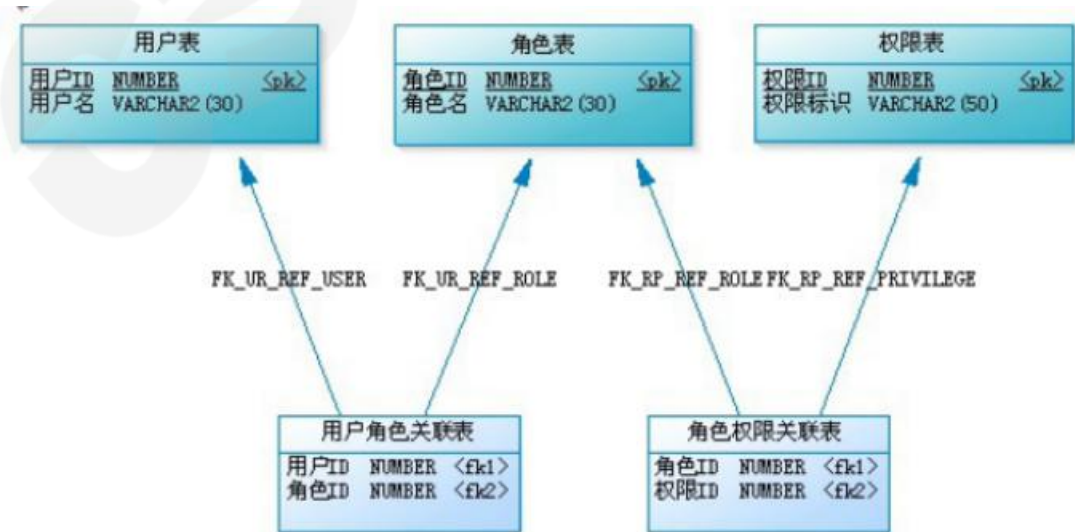 用户表
用户ID NUMBER <pk>
用户名 VARCHAR2(30)
角色表
角色ID NUMBER <pk>
角色名 VARCHAR2(30)
权限表
权限ID NUMBER <pk>
权限标识 VARCHAR2(50)
FK_UR_REF_USER
FK_UR_REF_ROLE
FK_RP_REF_ROLE
FK_RP_REF_PRIVILEGE
用户角色关联表
用户ID NUMBER <fk1>
角色ID NUMBER <fk2>
角色权限关联表
角色ID NUMBER <fk1>
权限ID NUMBER <fk2>